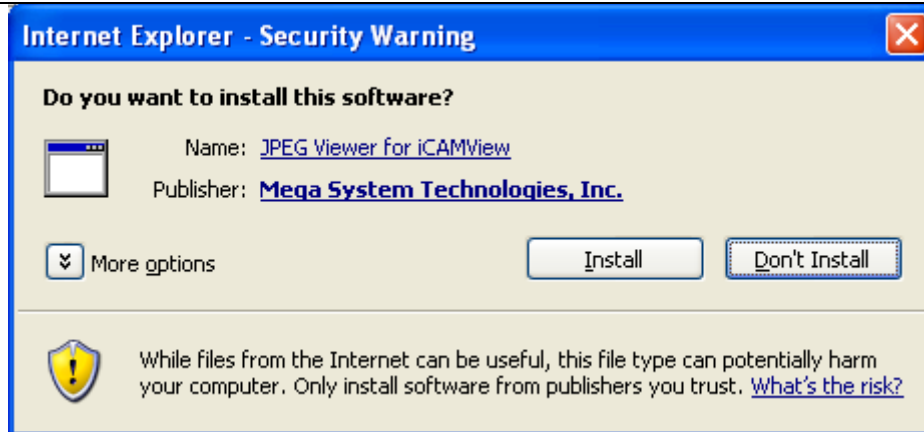 Internet Explorer - Security Warning
Do you want to install this software?
Name: JPEG Viewer for iCAMView
Publisher: Mega System Technologies, Inc.
More options
Install
Don't Install
While files from the Internet can be useful, this file type can potentially harm
your computer. Only install software from publishers you trust. What's the risk?